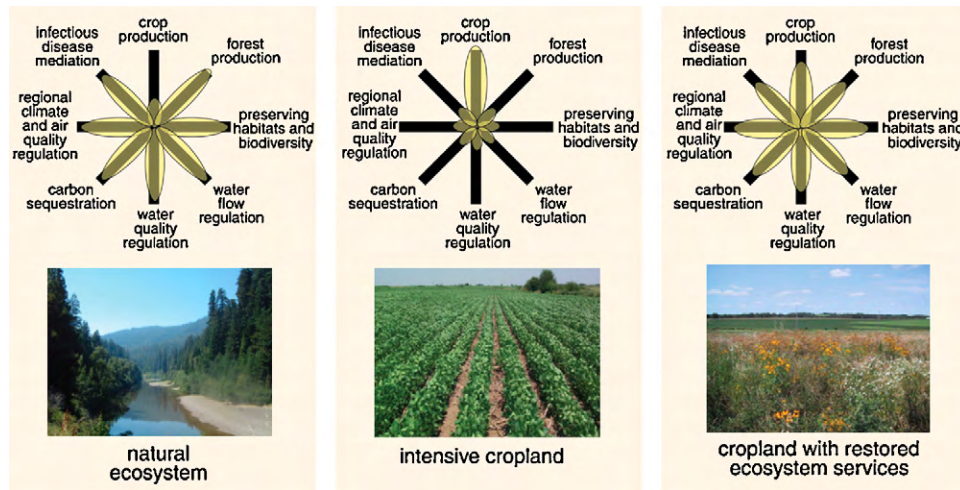 crop
production
infectious
disease
mediation
forest
production
regional
climate
and air
quality
regulation
preserving
habitats and
biodiversity
carbon
sequestration
water
quality
regulation
water
flow
regulation
natural
ecosystem
crop
production
infectious
disease
mediation
forest
production
regional
climate
and air
quality
regulation
preserving
habitats and
biodiversity
carbon
sequestration
water
quality
regulation
water
flow
regulation
intensive cropland
crop
production
infectious
disease
mediation
forest
production
regional
climate
and air
quality
regulation
preserving
habitats and
biodiversity
carbon
sequestration
water
quality
regulation
water
flow
regulation
cropland with restored
ecosystem services